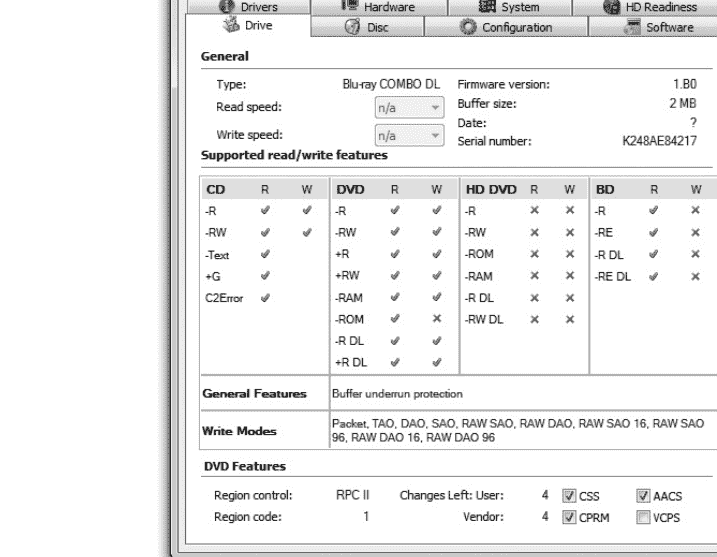 Drivers Hardware System HD Readiness
Drive Disc Configuration Software
General
Type: Blu-ray COMBO DL Firmware version: 1.B0
Read speed: n/a Buffer size: 2 MB
Date: ?
Write speed: n/a Serial number: K248AE84217
Supported read/write features
CD R W DVD R W HD DVD R W BD R W
-R -R -R -R
-RW -RW -RW -RE
-Text +R -ROM -R DL
+G +RW -RAM -RE DL
C2Error -RAM -R DL
-ROM -RW DL
-R DL
+R DL
General Features Buffer underrun protection
Write Modes Packet, TAO, DAO, SAO, RAW SAO, RAW DAO, RAW SAO 16, RAW SAO
96, RAW DAO 16, RAW DAO 96
DVD Features
Region control: RPC II Changes Left: User: 4 CSS AACS
Region code: 1 Vendor: 4 CPRM VCPS